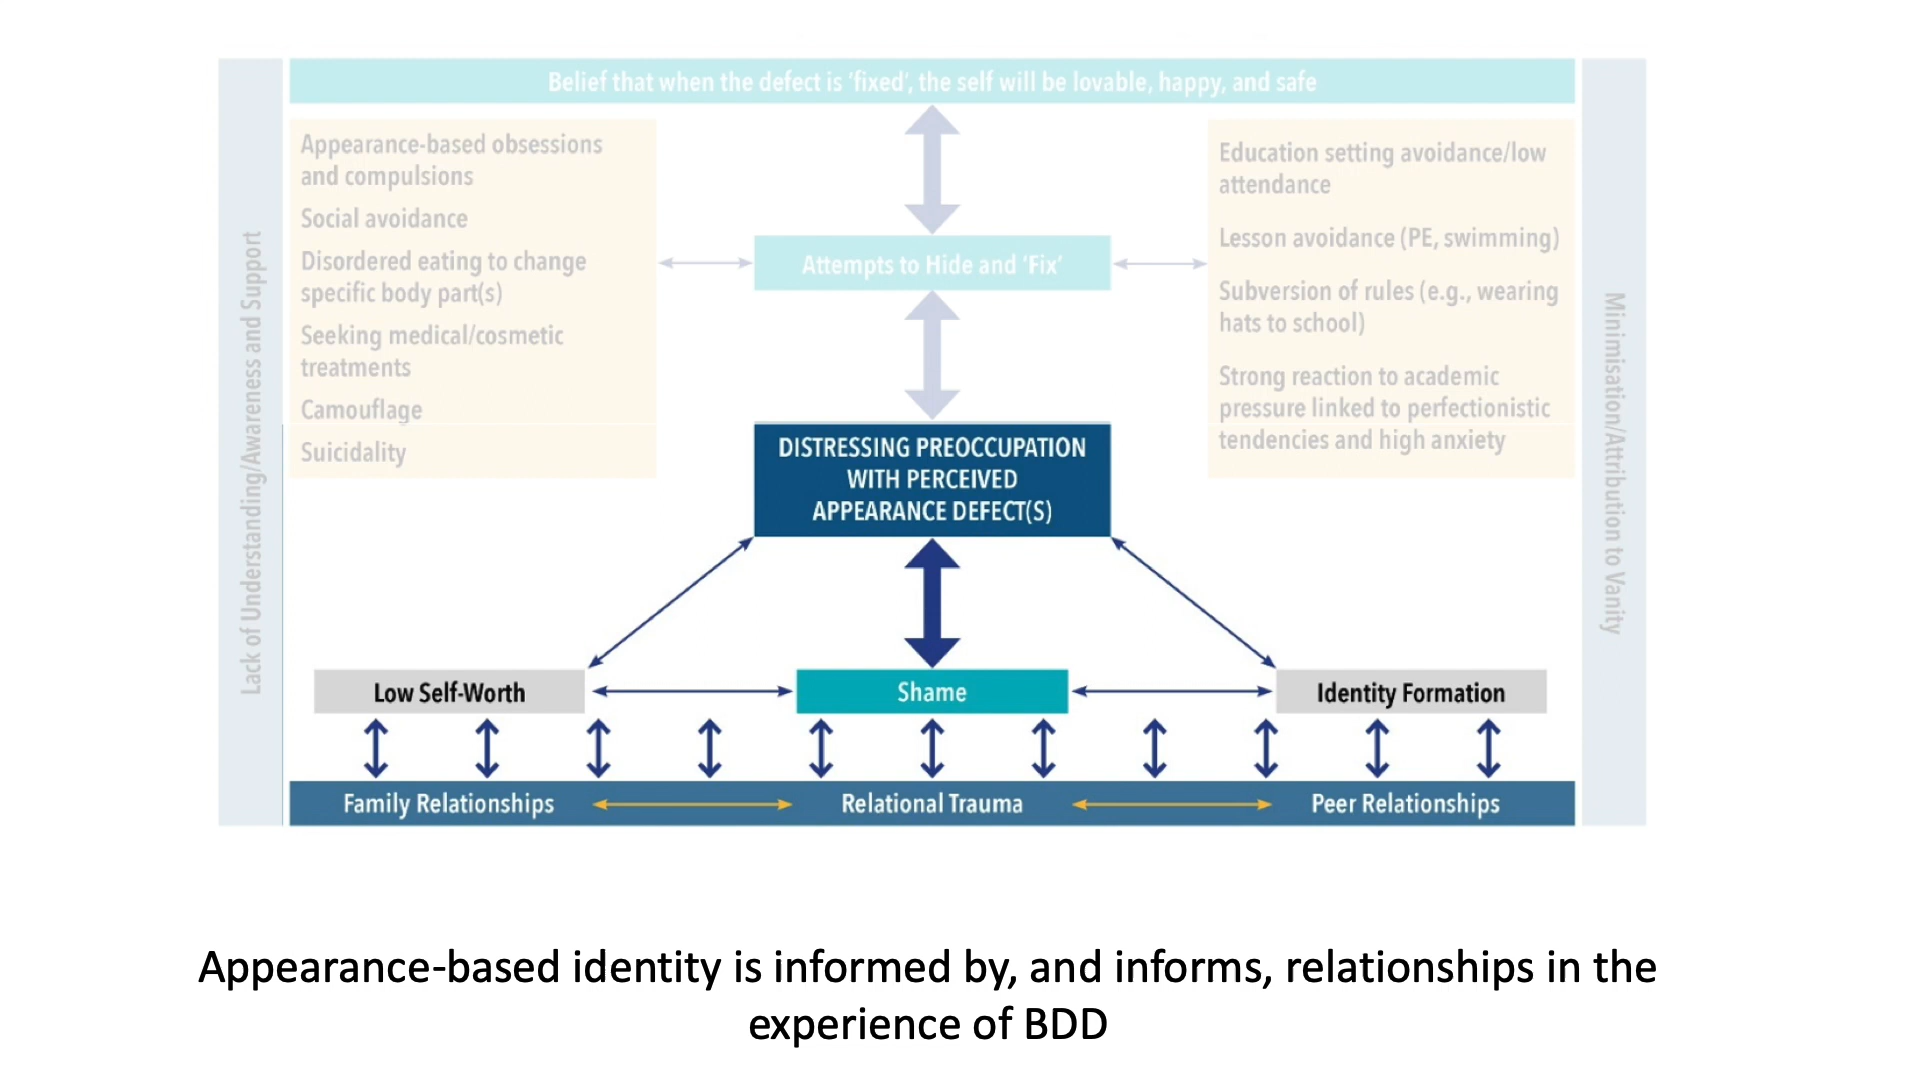 Belief that when the defect is ‘fixed’, the self will be lovable, happy, and safe
Lack of Understanding/Awareness and Support
Appearance-based obsessions
and compulsions
Social avoidance
Disordered eating to change
specific body part(s)
Seeking medical/cosmetic
treatments
Camouflage
Suicidality
Attempts to Hide and ‘Fix’
Education setting avoidance/low
attendance
Lesson avoidance (PE, swimming)
Subversion of rules (e.g., wearing
hats to school)
Strong reaction to academic
pressure linked to perfectionistic
tendencies and high anxiety
Minimisation/Attribution to Vanity
DISTRESSING PREOCCUPATION
WITH PERCEIVED
APPEARANCE DEFECT(S)
Low Self-Worth
Shame
Identity Formation
Family Relationships
Relational Trauma
Peer Relationships
Appearance-based identity is informed by, and informs, relationships in the
experience of BDD